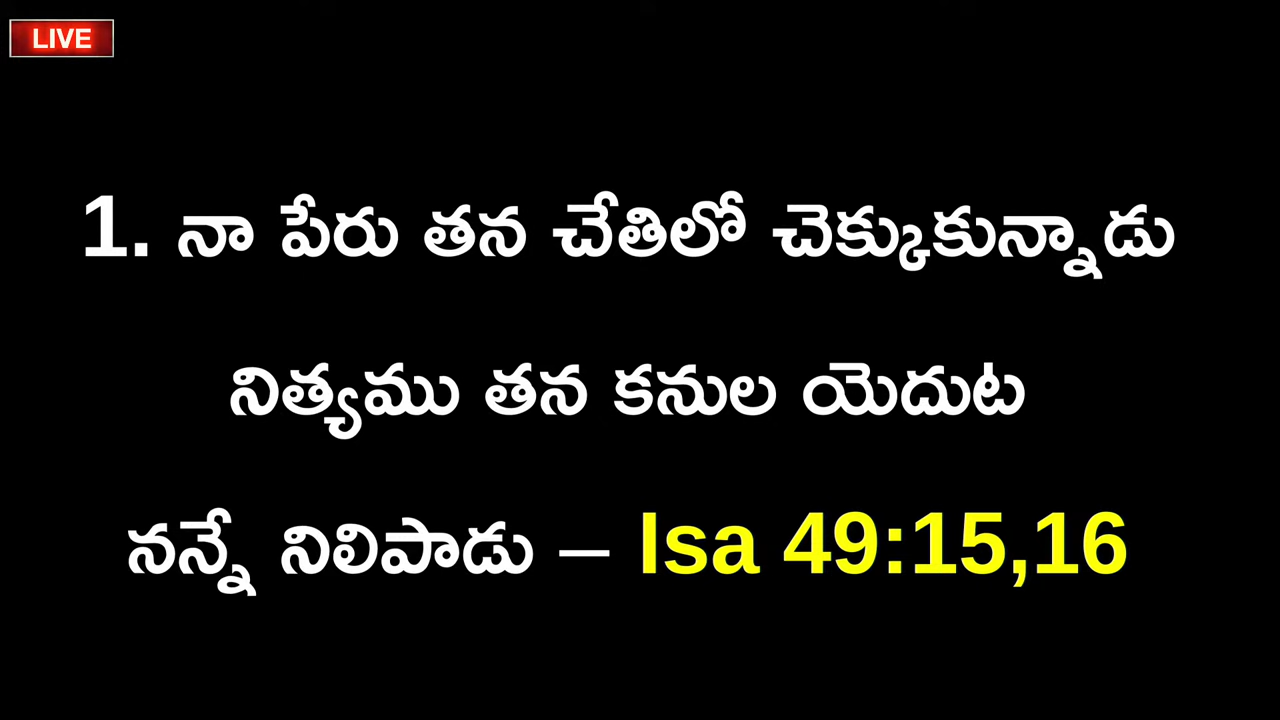 LIVE
1. నా పేరు తన చేతిలో చెక్కుకున్నాడు
నిత్యము తన కనుల యెదుట
నన్నే నిలిపాడు – Isa 49:15,16